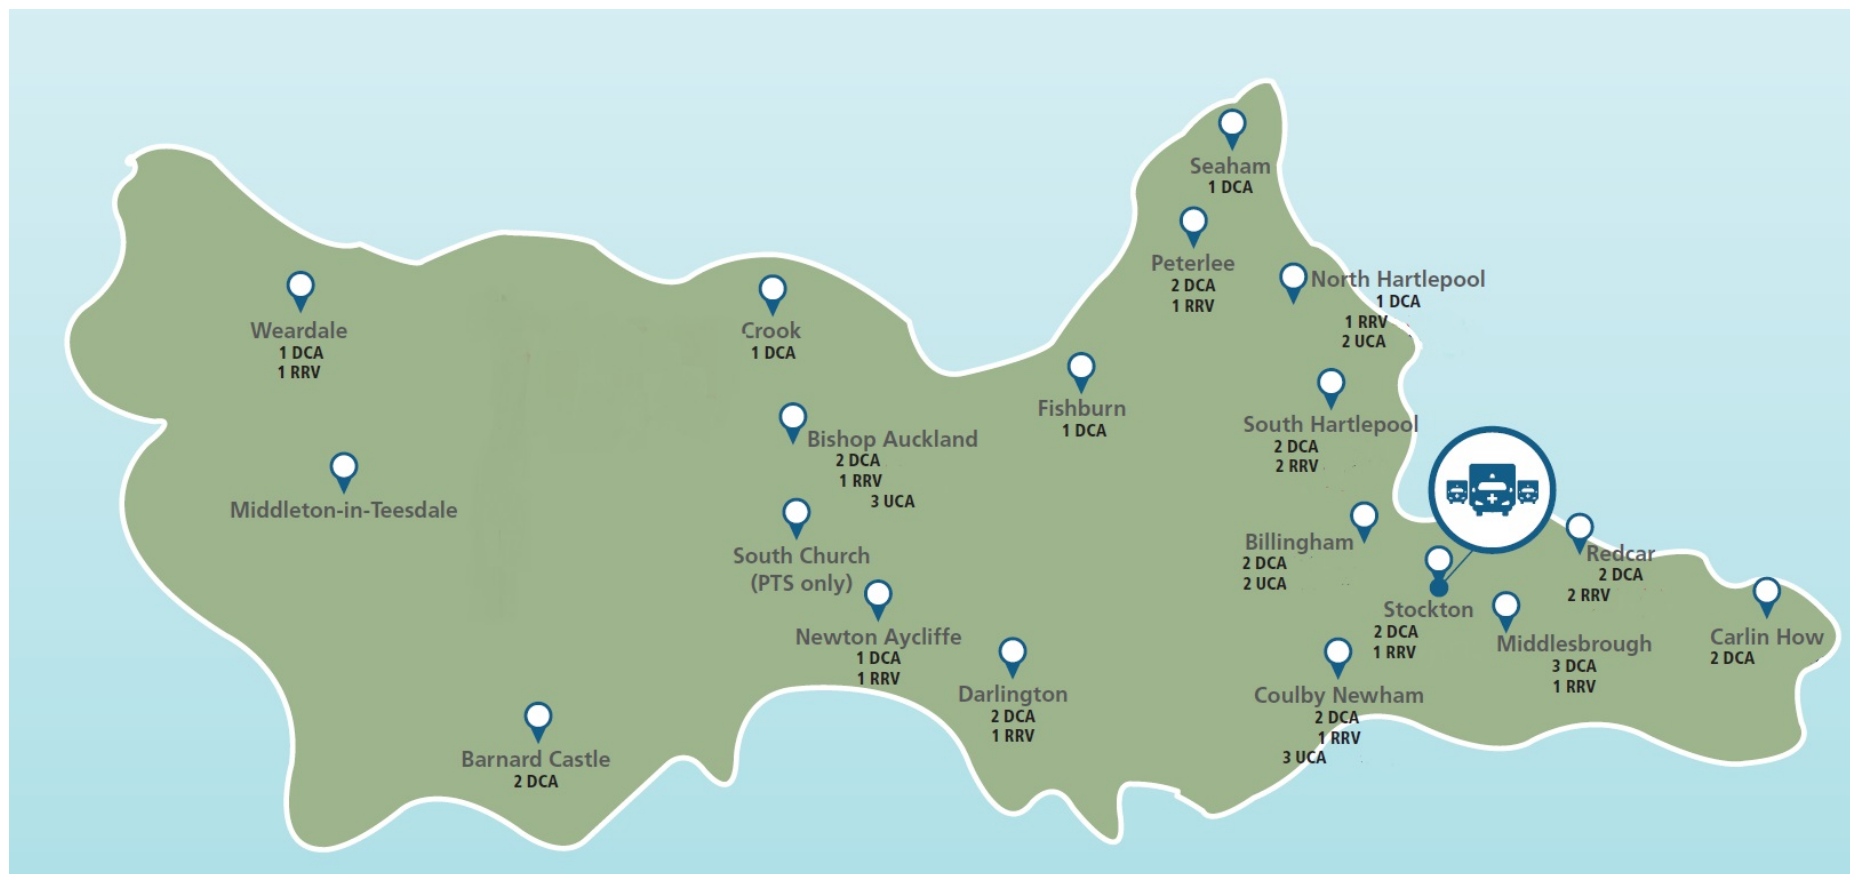 Seaham
1 DCA
Peterlee
2 DCA
1 RRV
North Hartlepool
1 DCA
1 RRV
2 UCA
Weardale
1 DCA
1 RRV
Crook
1 DCA
Fishburn
1 DCA
South Hartlepool
2 DCA
2 RRV
Bishop Auckland
2 DCA
1 RRV
3 UCA
Middleton-in-Teesdale
South Church
(PTS only)
Billingham
2 DCA
2 UCA
Redcar
2 DCA
2 RRV
Stockton
2 DCA
1 RRV
Newton Aycliffe
1 DCA
1 RRV
Middlesbrough
3 DCA
1 RRV
Carlin How
2 DCA
Darlington
2 DCA
1 RRV
Coulby Newham
2 DCA
1 RRV
3 UCA
Barnard Castle
2 DCA